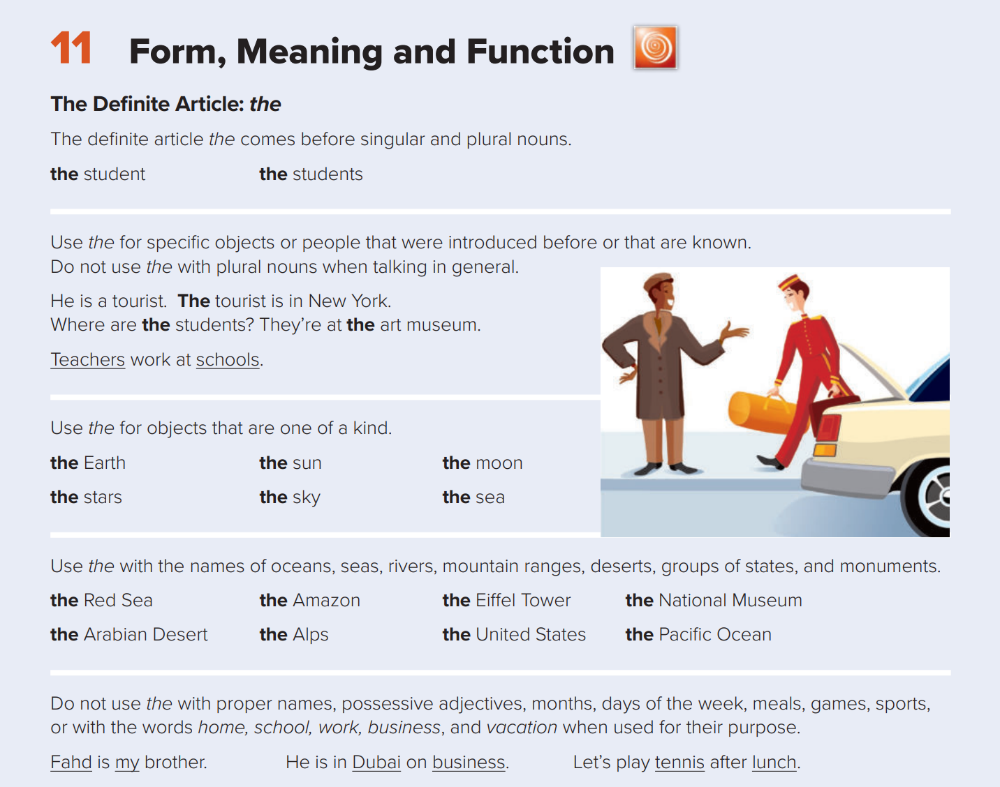 11 Form, Meaning and Function
The Definite Article: the
The definite article the comes before singular and plural nouns.
the student the students
Use the for specific objects or people that were introduced before or that are known.
Do not use the with plural nouns when talking in general.
He is a tourist. The tourist is in New York.
Where are the students? They're at the art museum.
Teachers work at schools.
Use the for objects that are one of a kind.
the Earth the sun the moon
the stars the sky the sea
Use the with the names of oceans, seas, rivers, mountain ranges, deserts, groups of states, and monuments.
the Red Sea the Amazon the Eiffel Tower the National Museum
the Arabian Desert the Alps the United States the Pacific Ocean
Do not use the with proper names, possessive adjectives, months, days of the week, meals, games, sports,
or with the words home, school, work, business, and vacation when used for their purpose.
Fahd is my brother. He is in Dubai on business. Let's play tennis after lunch.